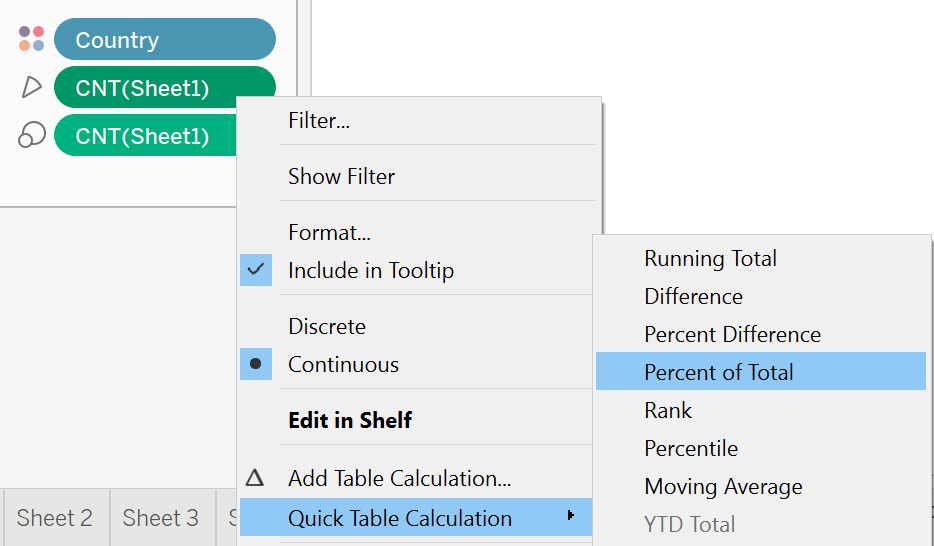 Country
CNT(Sheet1)
CNT(Sheet1)
Filter...
Show Filter
Format...
Include in Tooltip
Discrete
Continuous
Edit in Shelf
Add Table Calculation...
Quick Table Calculation
Running Total
Difference
Percent Difference
Percent of Total
Rank
Percentile
Moving Average
YTD Total
Sheet 2
Sheet 3